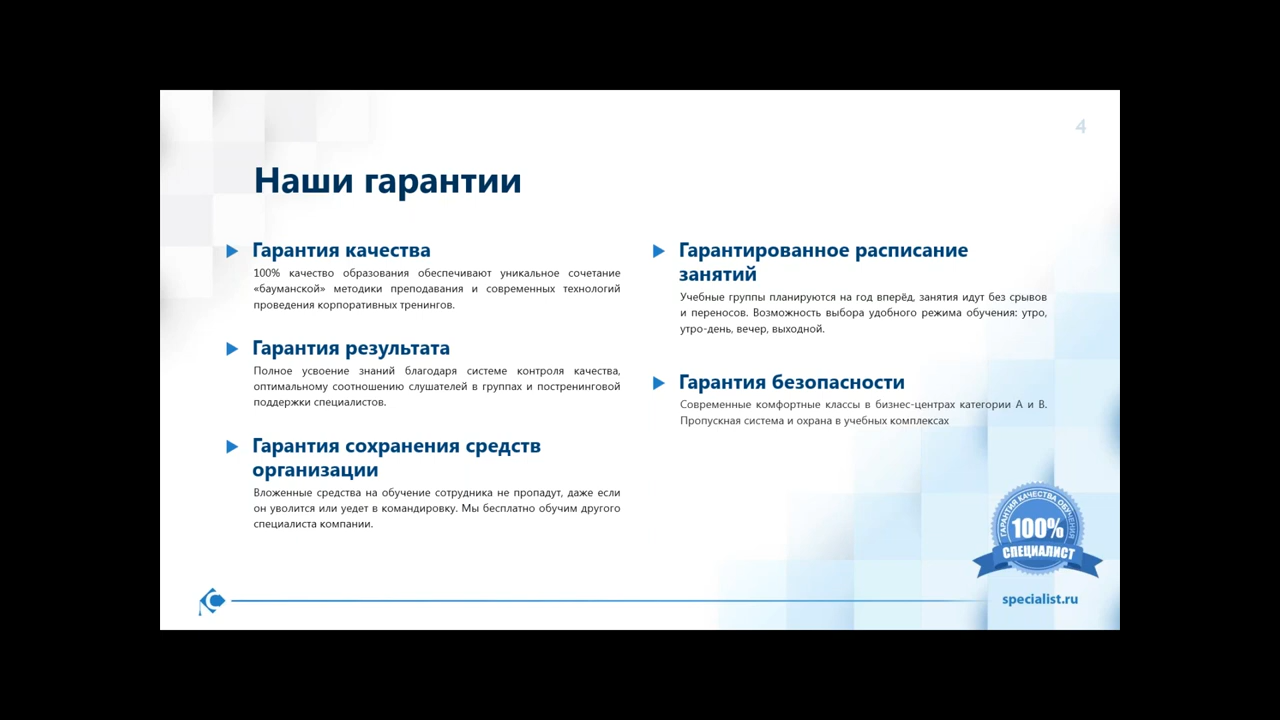 4
Наши гарантии
Гарантия качества
100% качество образования обеспечивают уникальное сочетание
«бауманской» методики преподавания и современных технологий
проведения корпоративных тренингов.
Гарантия результата
Полное усвоение знаний благодаря системе контроля качества,
оптимальному соотношению слушателей в группах и постренинговой
поддержки специалистов.
Гарантия сохранения средств
организации
Вложенные средства на обучение сотрудника не пропадут, даже если
он уволится или уедет в командировку. Мы бесплатно обучим другого
специалиста компании.
Гарантированное расписание
занятий
Учебные группы планируются на год вперёд, занятия идут без срывов
и переносов. Возможность выбора удобного режима обучения: утро,
утро-день, вечер, выходной.
Гарантия безопасности
Современные комфортные классы в бизнес-центрах категории А и В.
Пропускная система и охрана в учебных комплексах
ГАРАНТИЯ КАЧЕСТВА ОБУЧЕНИЯ
100%
СПЕЦИАЛИСТ
specialist.ru